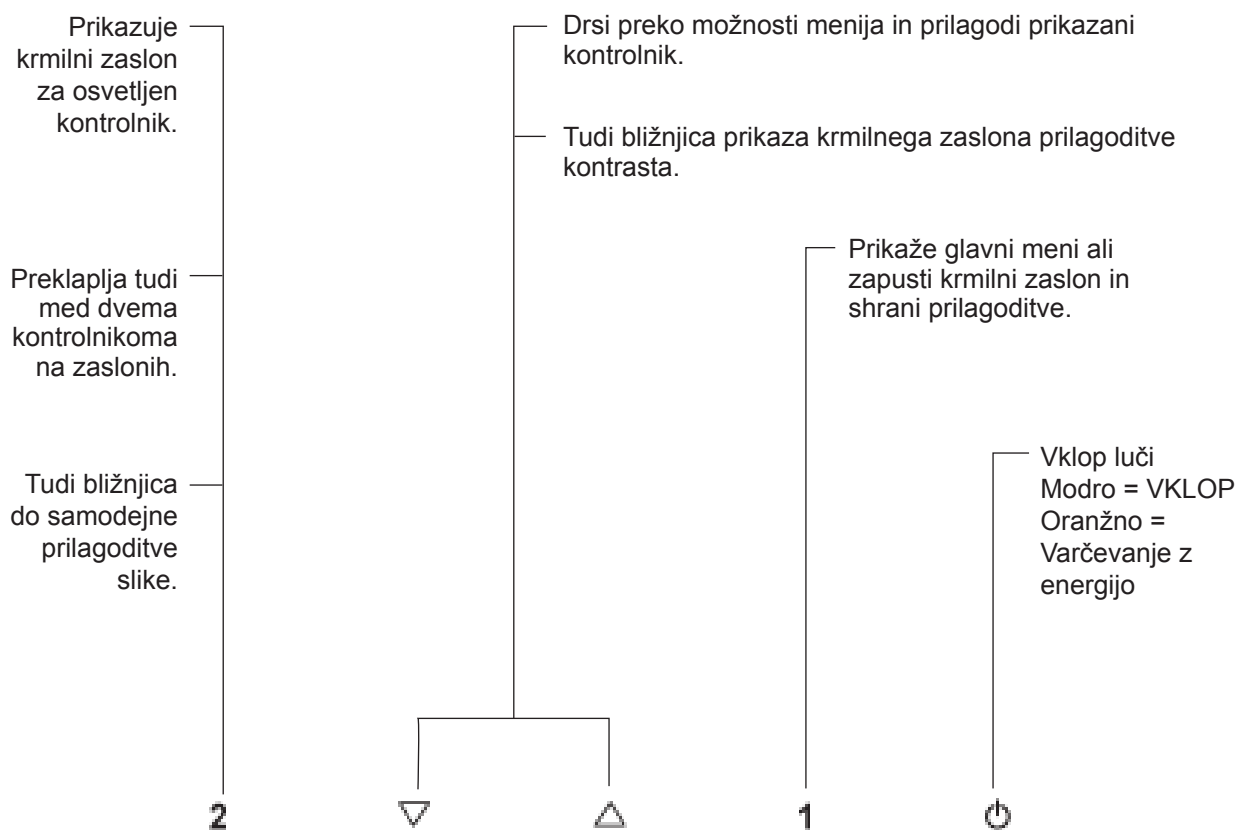 Prikazuje
krmilni zaslon
za osvetljen
kontrolnik.
Preklaplja tudi
med dvema
kontrolnikoma
na zaslonih.
Tudi bližnjica
do samodejne
prilagoditve
slike.
Drsi preko možnosti menija in prilagodi prikazani
kontrolnik.
Tudi bližnjica prikaza krmilnega zaslona prilagoditve
kontrasta.
Prikaže glavni meni ali
zapusti krmilni zaslon in
shrani prilagoditve.
Vklop luči
Modro = VKLOP
Oranžno =
Varčevanje z
energijo
2 ▽ △ 1 ⏻